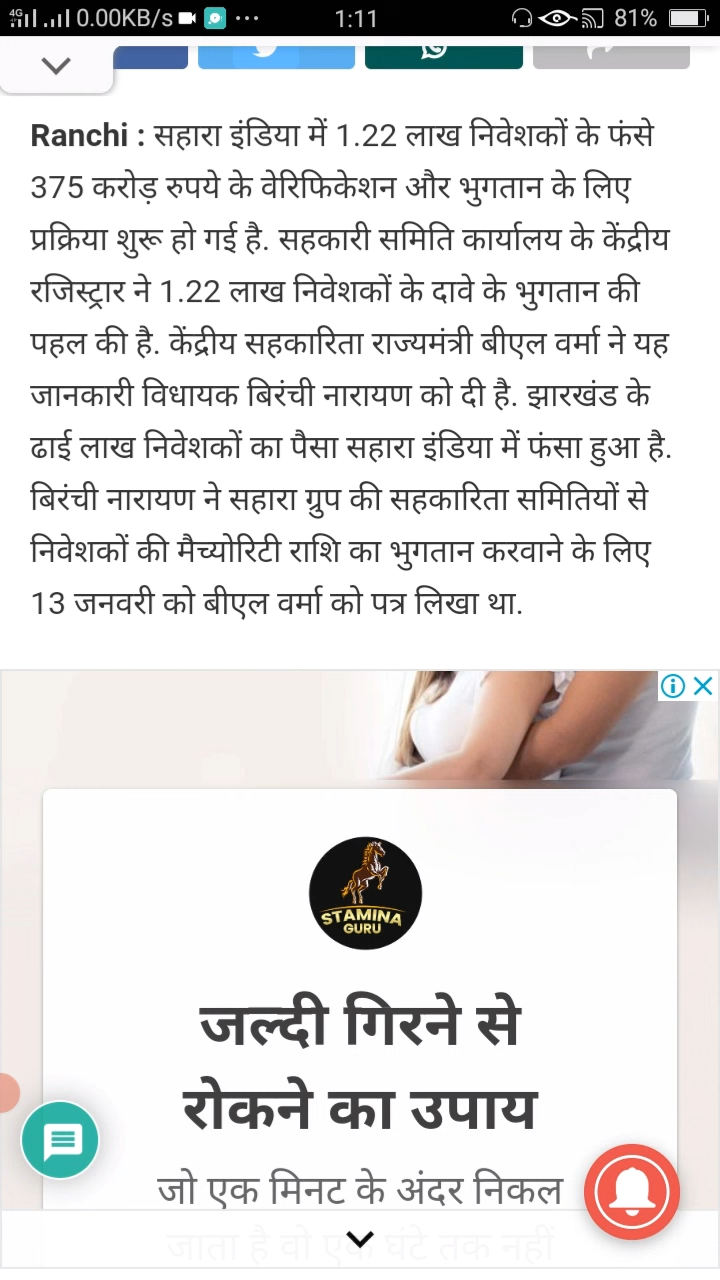 4G 0.00KB/s ... 1:11 81%
Ranchi : सहारा इंडिया में 1.22 लाख निवेशकों के फंसे
375 करोड़ रुपये के वेरिफिकेशन और भुगतान के लिए
प्रक्रिया शुरू हो गई है. सहकारी समिति कार्यालय के केंद्रीय
रजिस्ट्रार ने 1.22 लाख निवेशकों के दावे के भुगतान की
पहल की है. केंद्रीय सहकारिता राज्यमंत्री बीएल वर्मा ने यह
जानकारी विधायक बिरंची नारायण को दी है. झारखंड के
ढाई लाख निवेशकों का पैसा सहारा इंडिया में फंसा हुआ है.
बिरंची नारायण ने सहारा ग्रुप की सहकारिता समितियों से
निवेशकों की मैच्योरिटी राशि का भुगतान करवाने के लिए
13 जनवरी को बीएल वर्मा को पत्र लिखा था.
STAMINA
GURU
जल्दी गिरने से
रोकने का उपाय
जो एक मिनट के अंदर निकल
जाता है वो एक घंटे तक नहीं